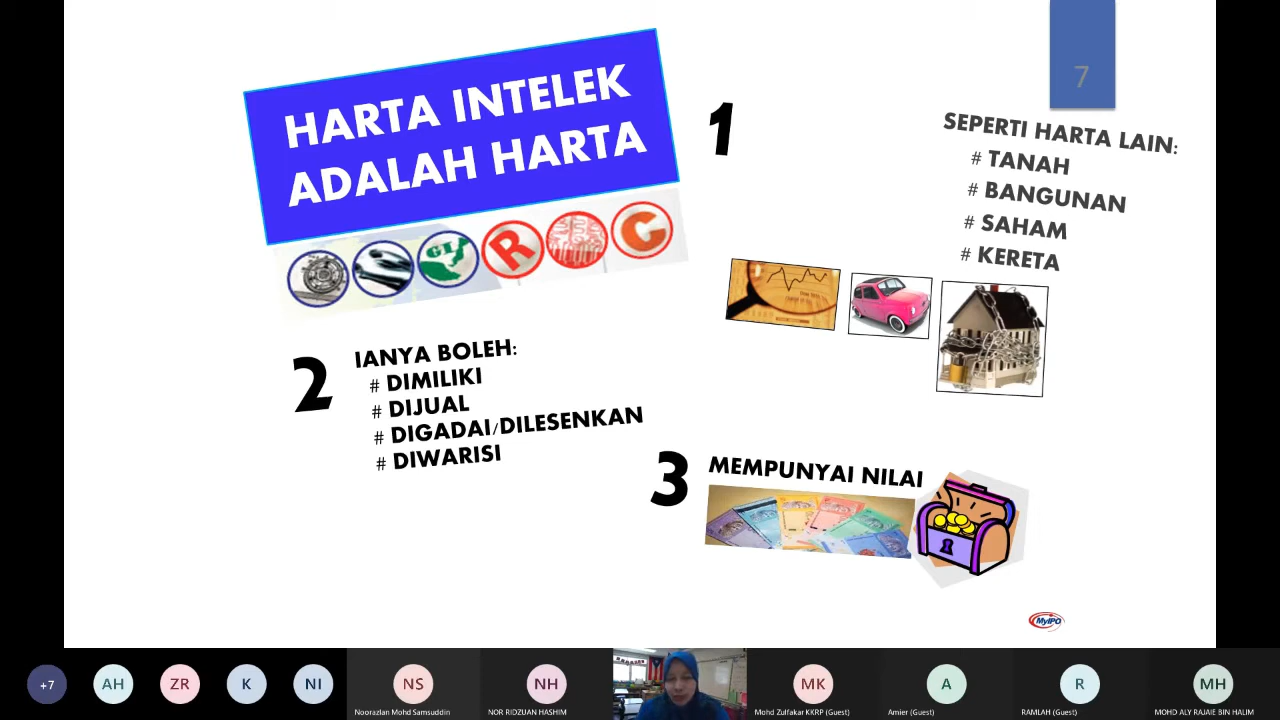 7
HARTA INTELEK
ADALAH HARTA
GI
R
C
1
SEPERTI HARTA LAIN:
# TANAH
# BANGUNAN
# SAHAM
# KERETA
2
IANYA BOLEH:
# DIMILIKI
# DIJUAL
# DIGADAI/DILESENKAN
# DIWARISI
3
MEMPUNYAI NILAI
MyIPO
+7
AH
ZR
K
NI
NS
NH
MK
A
R
MH
Noorazlan Mohd Samsuddin
NOR RIDZUAN HASHIM
Mohd Zulfakar KKRP (Guest)
Amier (Guest)
RAMLAH (Guest)
MOHD ALY RAJAIE BIN HALIM